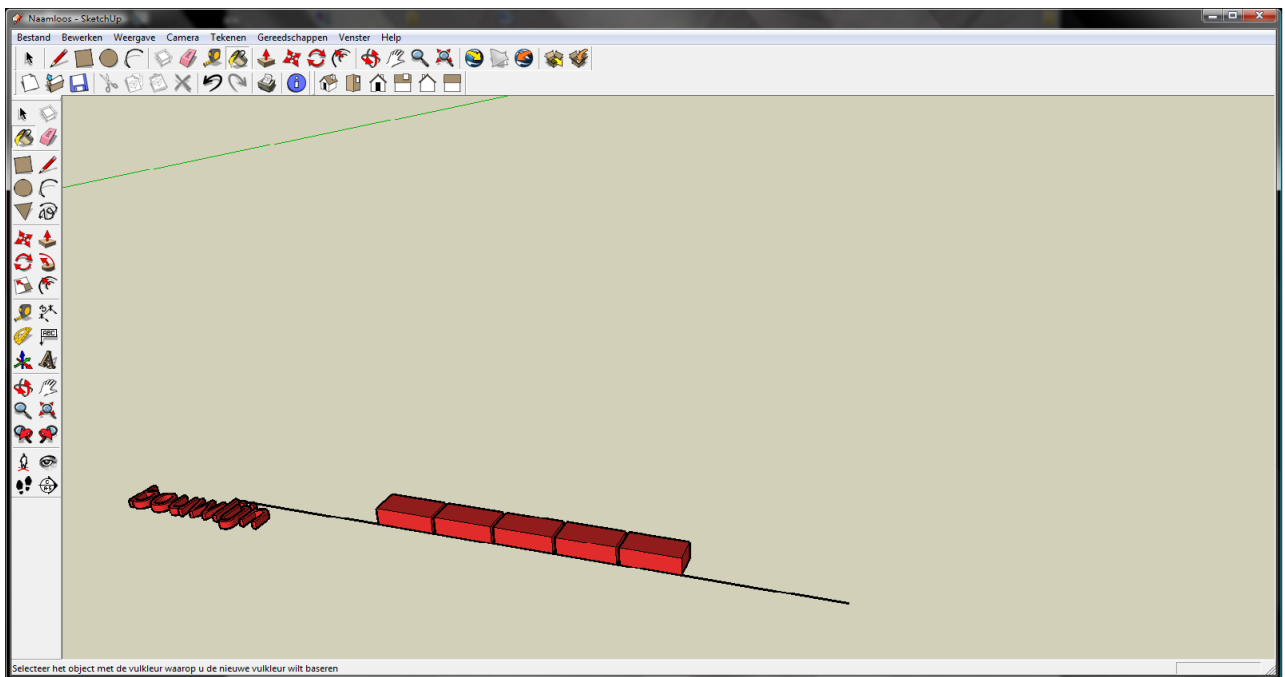 Naamloos - SketchUp
Bestand Bewerken Weergave Camera Tekenen Gereedschappen Venster Help
ABC
Selecteer het object met de vulkleur waarop u de nieuwe vulkleur wilt baseren